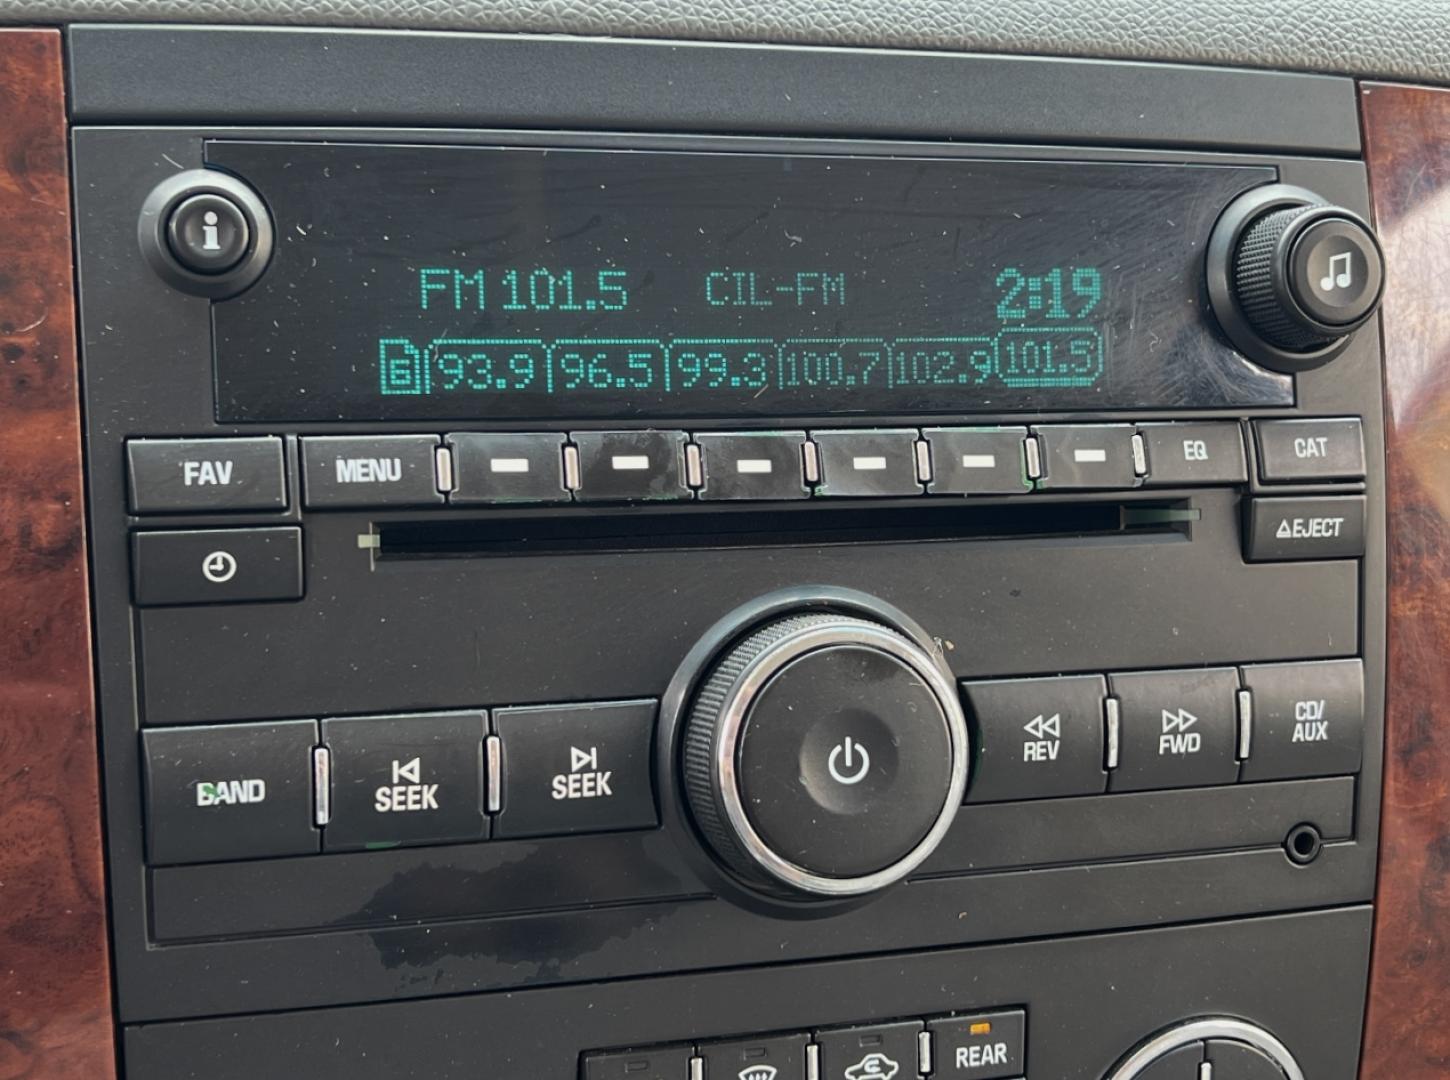 i
FM 101.5 CIL-FM 2:19
6 93.9 96.5 99.3 100.7 102.9 101.5
FAV MENU EQ CAT
EJECT
BAND SEEK SEEK REV FWD CD/
AUX
REAR